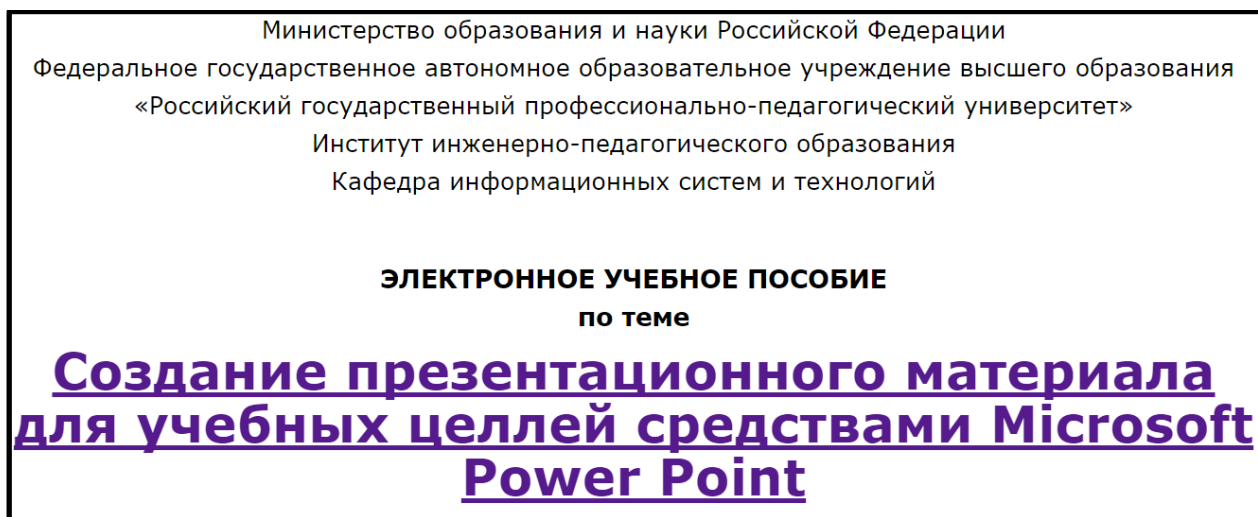 Министерство образования и науки Российской Федерации
Федеральное государственное автономное образовательное учреждение высшего образования
«Российский государственный профессионально-педагогический университет»
Институт инженерно-педагогического образования
Кафедра информационных систем и технологий
ЭЛЕКТРОННОЕ УЧЕБНОЕ ПОСОБИЕ
по теме
Создание презентационного материала
для учебных целлей средствами Microsoft
Power Point